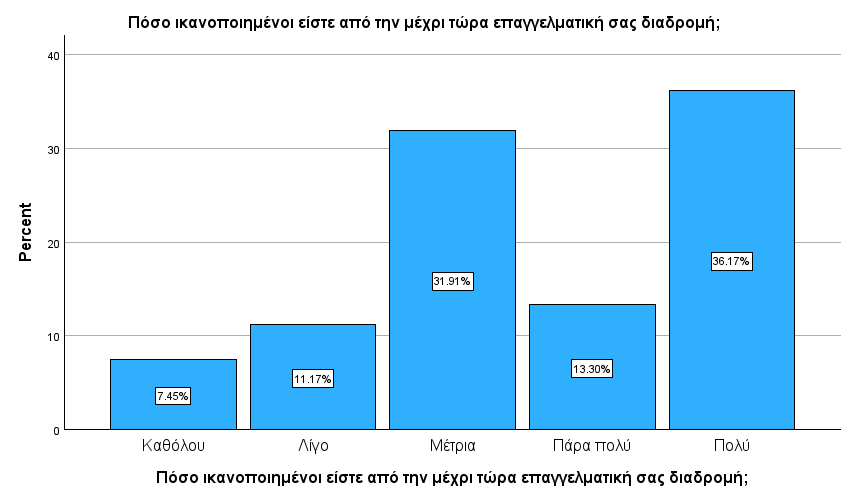 Πόσο ικανοποιημένοι είστε από την μέχρι τώρα επαγγελματική σας διαδρομή;
40
30
20
10
0
Percent
7.45%
11.17%
31.91%
13.30%
36.17%
Καθόλου
Λίγο
Μέτρια
Πάρα πολύ
Πολύ
Πόσο ικανοποιημένοι είστε από την μέχρι τώρα επαγγελματική σας διαδρομή;